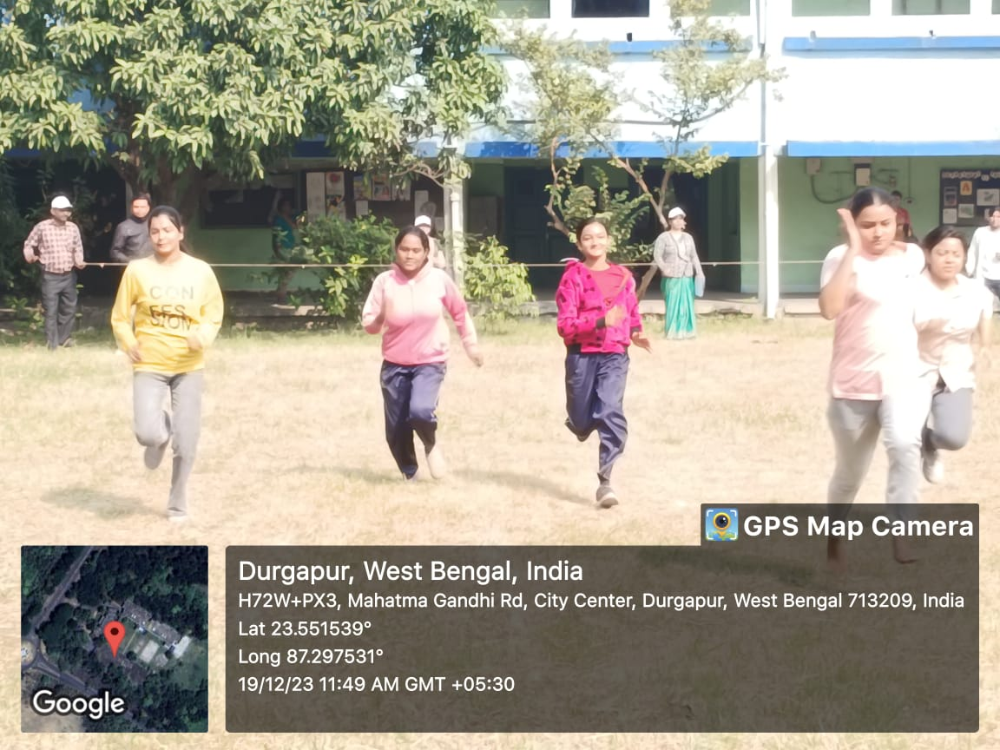 CON
FES
SION
GPS Map Camera
Durgapur, West Bengal, India
H72W+PX3, Mahatma Gandhi Rd, City Center, Durgapur, West Bengal 713209, India
Lat 23.551539°
Long 87.297531°
19/12/23 11:49 AM GMT +05:30
Google